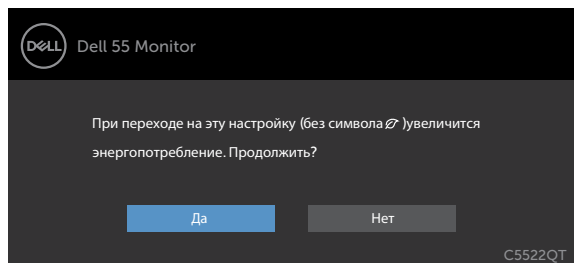 DELL Dell 55 Monitor
При переходе на эту настройку (без символа )увеличится
энергопотребление. Продолжить?
Да Нет
C5522QT